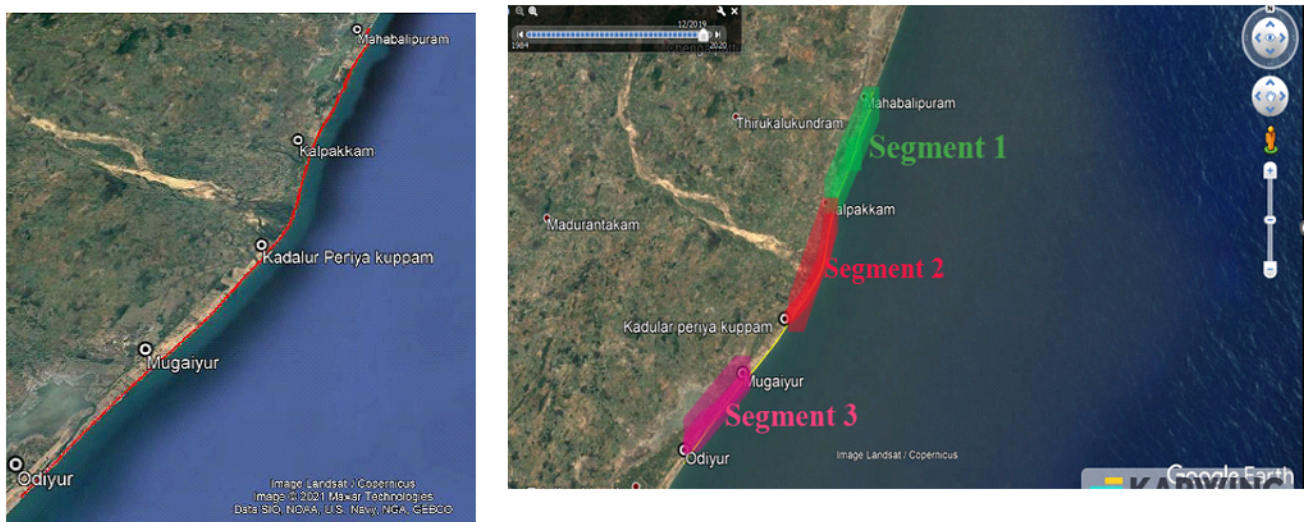 Mahabalipuram
Kalpakkam
Kadalur Periya kuppam
Mugaiyur
Odiyur
Image Landsat / Copernicus
Image © 2021 Maxar Technologies
Data SIO, NOAA, U.S. Navy, NGA, GEBCO
12/2019
1984
2020
N
Mahabalipuram
Thirukalukundram
Segment 1
Kalpakkam
Madurantakam
Segment 2
Kadular periya kuppam
Mugaiyur
Segment 3
Odiyur
Image Landsat / Copernicus
Google Earth
KAPWING